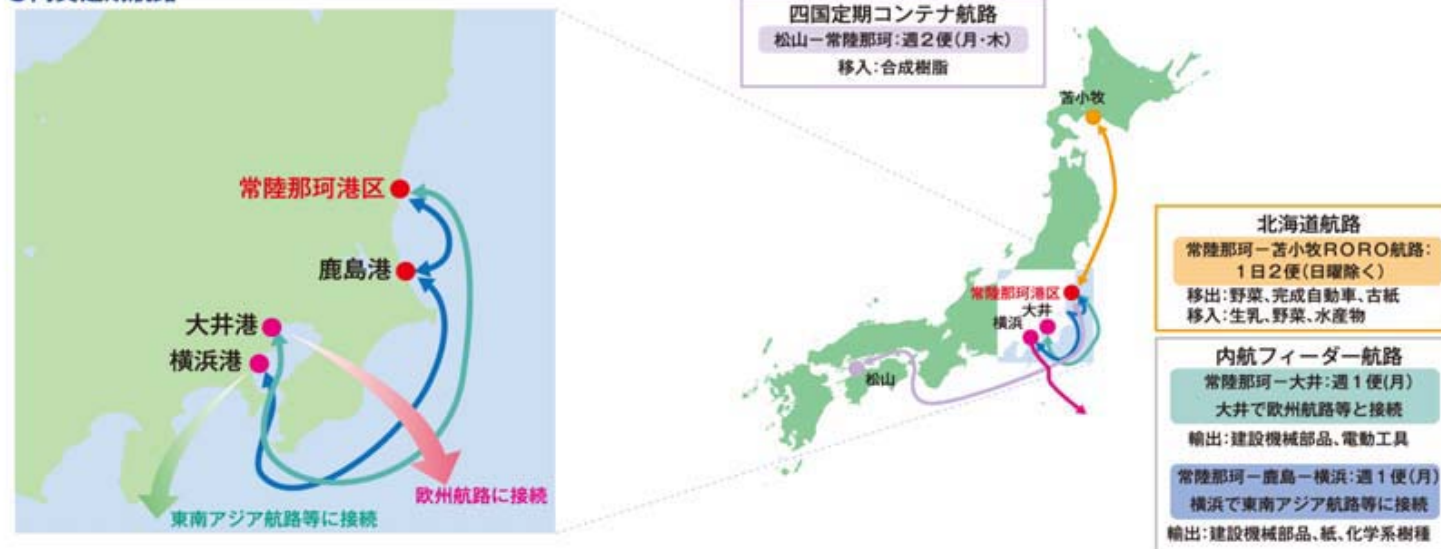 四国定期コンテナ航路
松山－常陸那珂：週2便(月・木)
移入：合成樹脂
常陸那珂港区
鹿島港
大井港
横浜港
欧州航路に接続
東南アジア航路等に接続
苫小牧
常陸那珂港区
大井
横浜
松山
北海道航路
常陸那珂－苫小牧RORO航路：
1日2便(日曜除く)
移出：野菜、完成自動車、古紙
移入：生乳、野菜、水産物
内航フィーダー航路
常陸那珂－大井：週1便(月)
大井で欧州航路等と接続
輸出：建設機械部品、電動工具
常陸那珂－鹿島－横浜：週1便(月)
横浜で東南アジア航路等に接続
輸出：建設機械部品、紙、化学系樹種